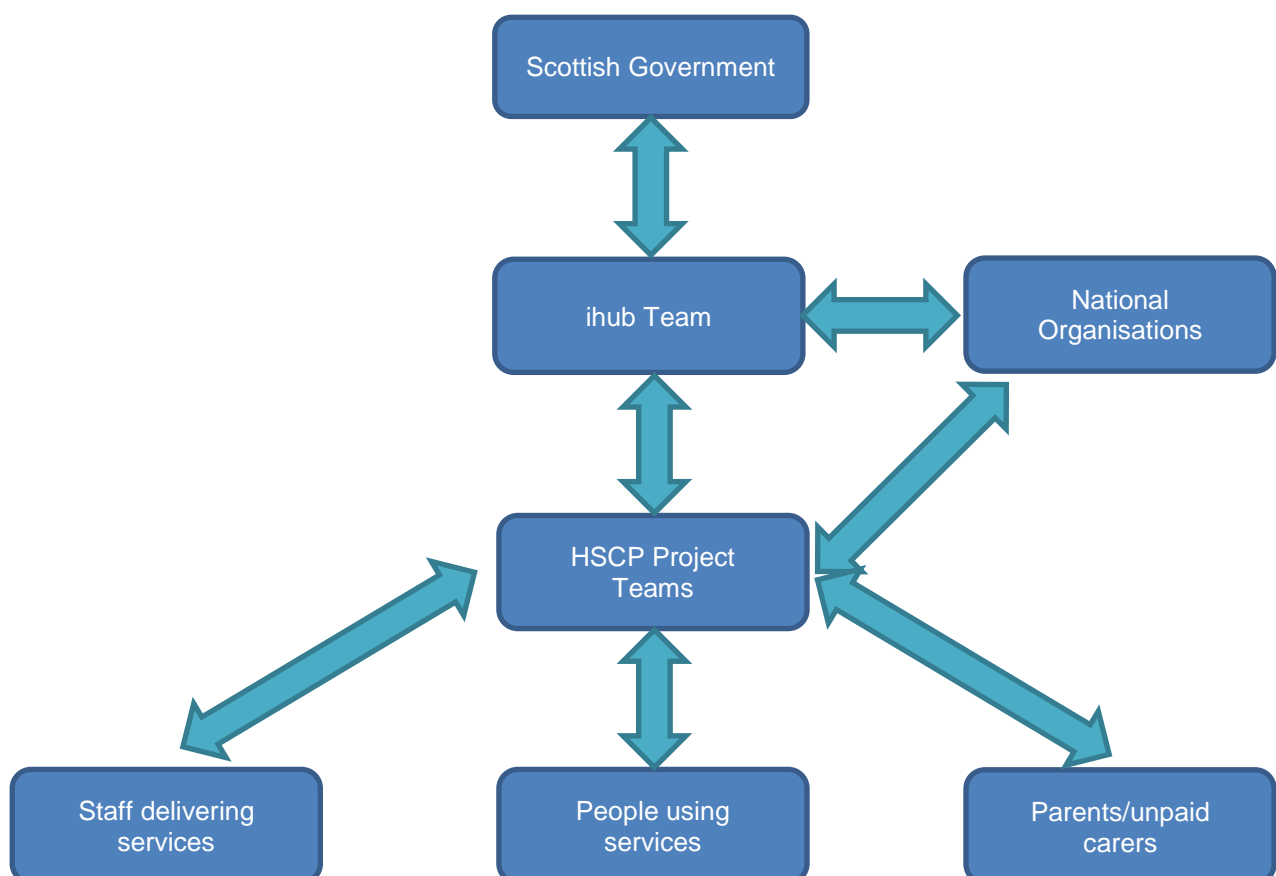 Scottish Government
ihub Team
National
Organisations
HSCP Project
Teams
Staff delivering
services
People using
services
Parents/unpaid
carers